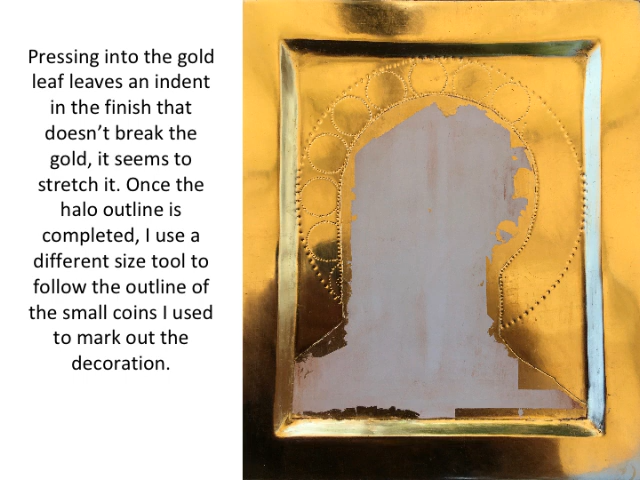 Pressing into the gold
leaf leaves an indent
in the finish that
doesn’t break the
gold, it seems to
stretch it. Once the
halo outline is
completed, I use a
different size tool to
follow the outline of
the small coins I used
to mark out the
decoration.